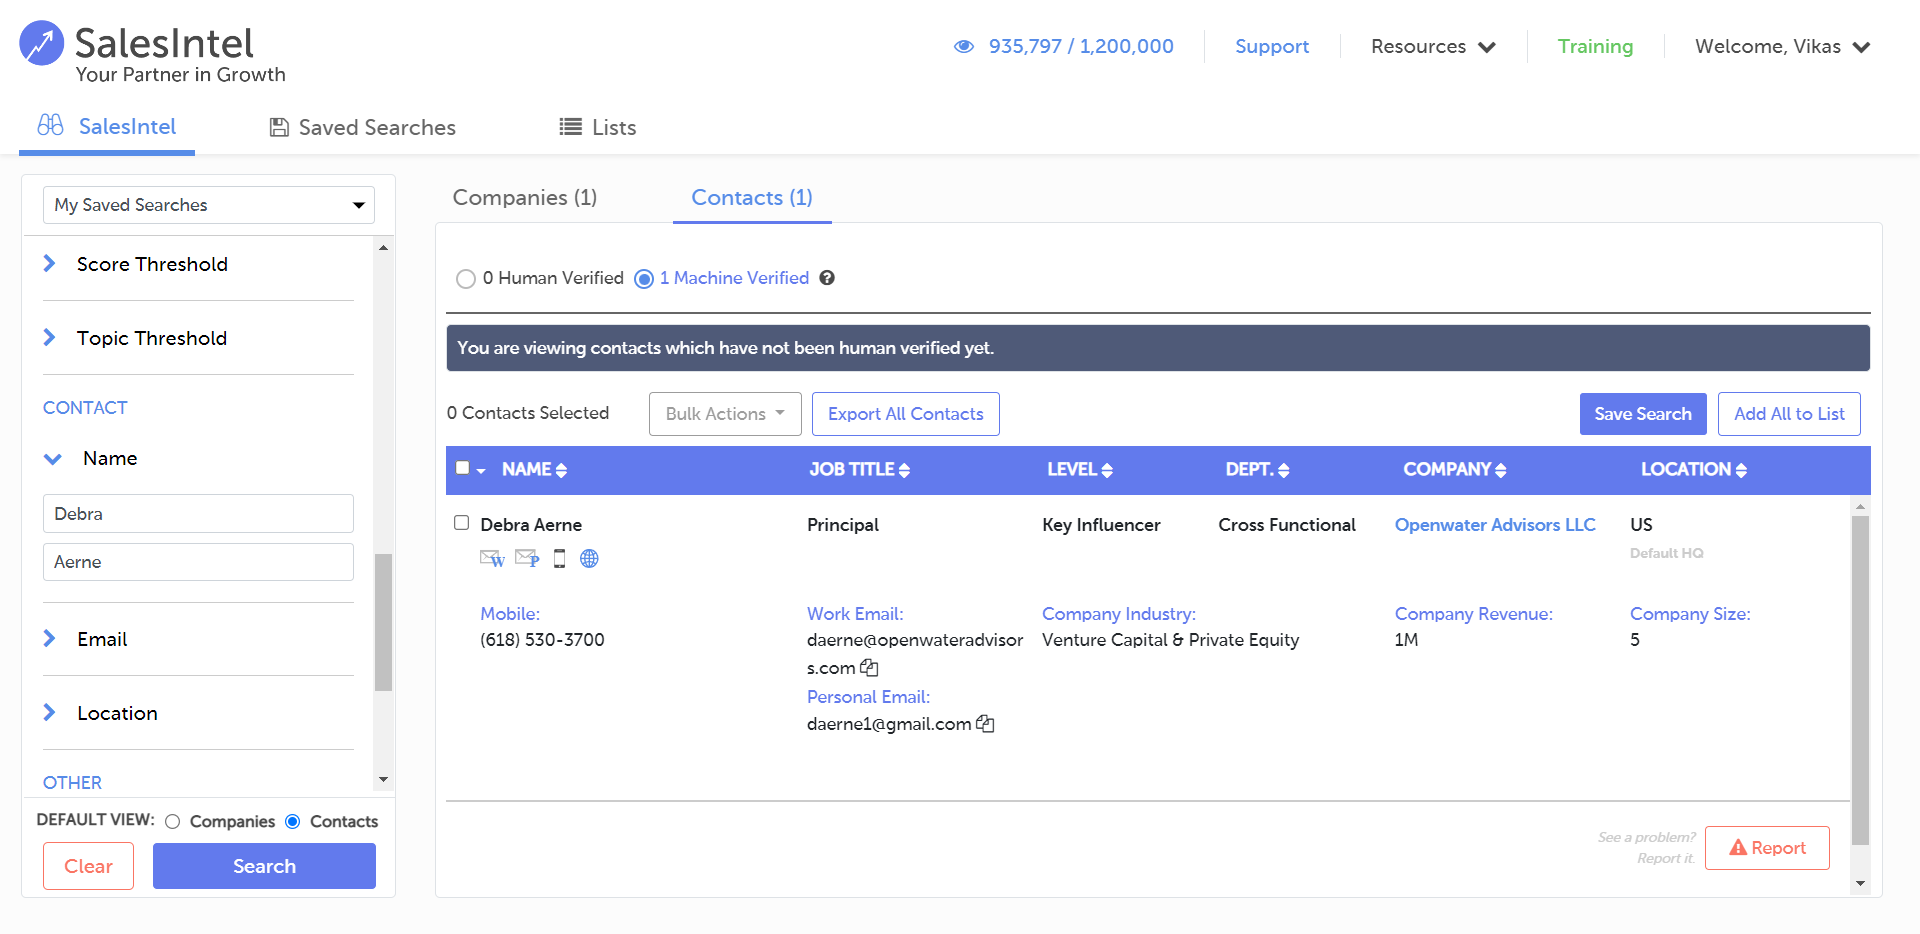 SalesIntel
Your Partner in Growth
935,797 / 1,200,000
Support
Resources
Training
Welcome, Vikas
SalesIntel
Saved Searches
Lists
My Saved Searches
Score Threshold
Topic Threshold
CONTACT
Name
Debra
Aerne
Email
Location
OTHER
DEFAULT VIEW: Companies Contacts
Clear
Search
Companies (1)
Contacts (1)
0 Human Verified
1 Machine Verified
You are viewing contacts which have not been human verified yet.
0 Contacts Selected
Bulk Actions
Export All Contacts
Save Search
Add All to List
NAME JOB TITLE LEVEL DEPT. COMPANY LOCATION
Debra Aerne Principal Key Influencer Cross Functional Openwater Advisors LLC US
W P
Default HQ
Mobile: Work Email: Company Industry: Company Revenue: Company Size:
(618) 530-3700 daerne@openwateradvisor Venture Capital & Private Equity 1M 5
s.com
Personal Email:
daerne1@gmail.com
See a problem?
Report it.
Report